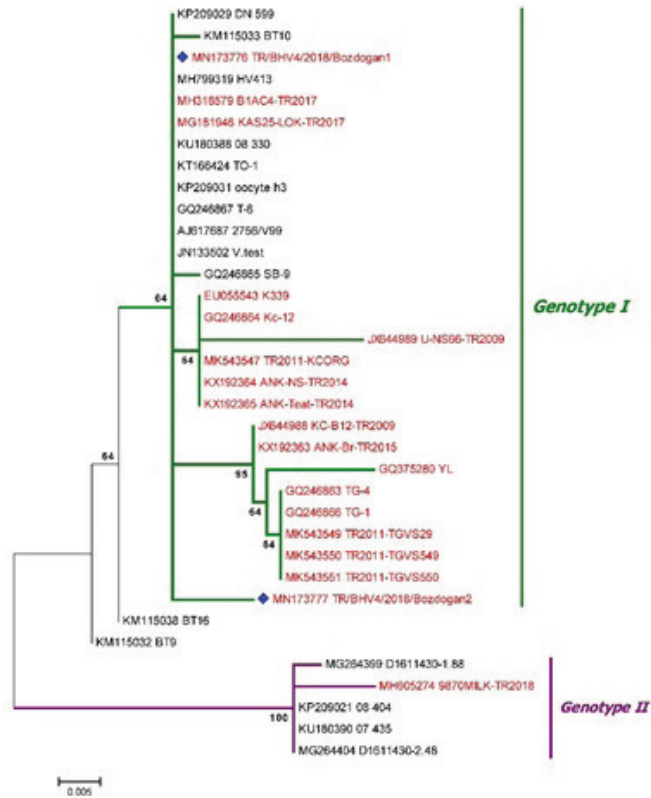 KP209029 DN 599
KM115033 BT10
MN173776 TR/BHV4/2018/Bozdogan1
MH799319 HV413
MH318579 B1AC4-TR2017
MG181946 KAS25-LOK-TR2017
KU180388 08 330
KT166424 TO-1
KP209031 oocyte h3
GQ246867 T-6
AJ617687 2756/V99
JN133502 V.test
GQ246865 SB-9
64
Genotype I
EU055543 K339
GQ246864 Kc-12
JX644989 U-NS66-TR2009
64
MK543547 TR2011-KCORG
KX192364 ANK-NS-TR2014
KX192365 ANK-Teat-TR2014
JX644988 KC-B12-TR2009
KX192363 ANK-Br-TR2015
64
95
GQ375280 YL
GQ246863 TG-4
64
GQ246866 TG-1
MK543549 TR2011-TGVS29
64
MK543550 TR2011-TGVS549
MK543551 TR2011-TGVS550
MN173777 TR/BHV4/2018/Bozdogan2
KM115038 BT16
KM115032 BT9
MG264399 D1611430-1.88
MH605274 9870MILK-TR2018
KP209021 08 404
Genotype II
100
KU180390 07 435
MG264404 D1611430-2.48
0.005